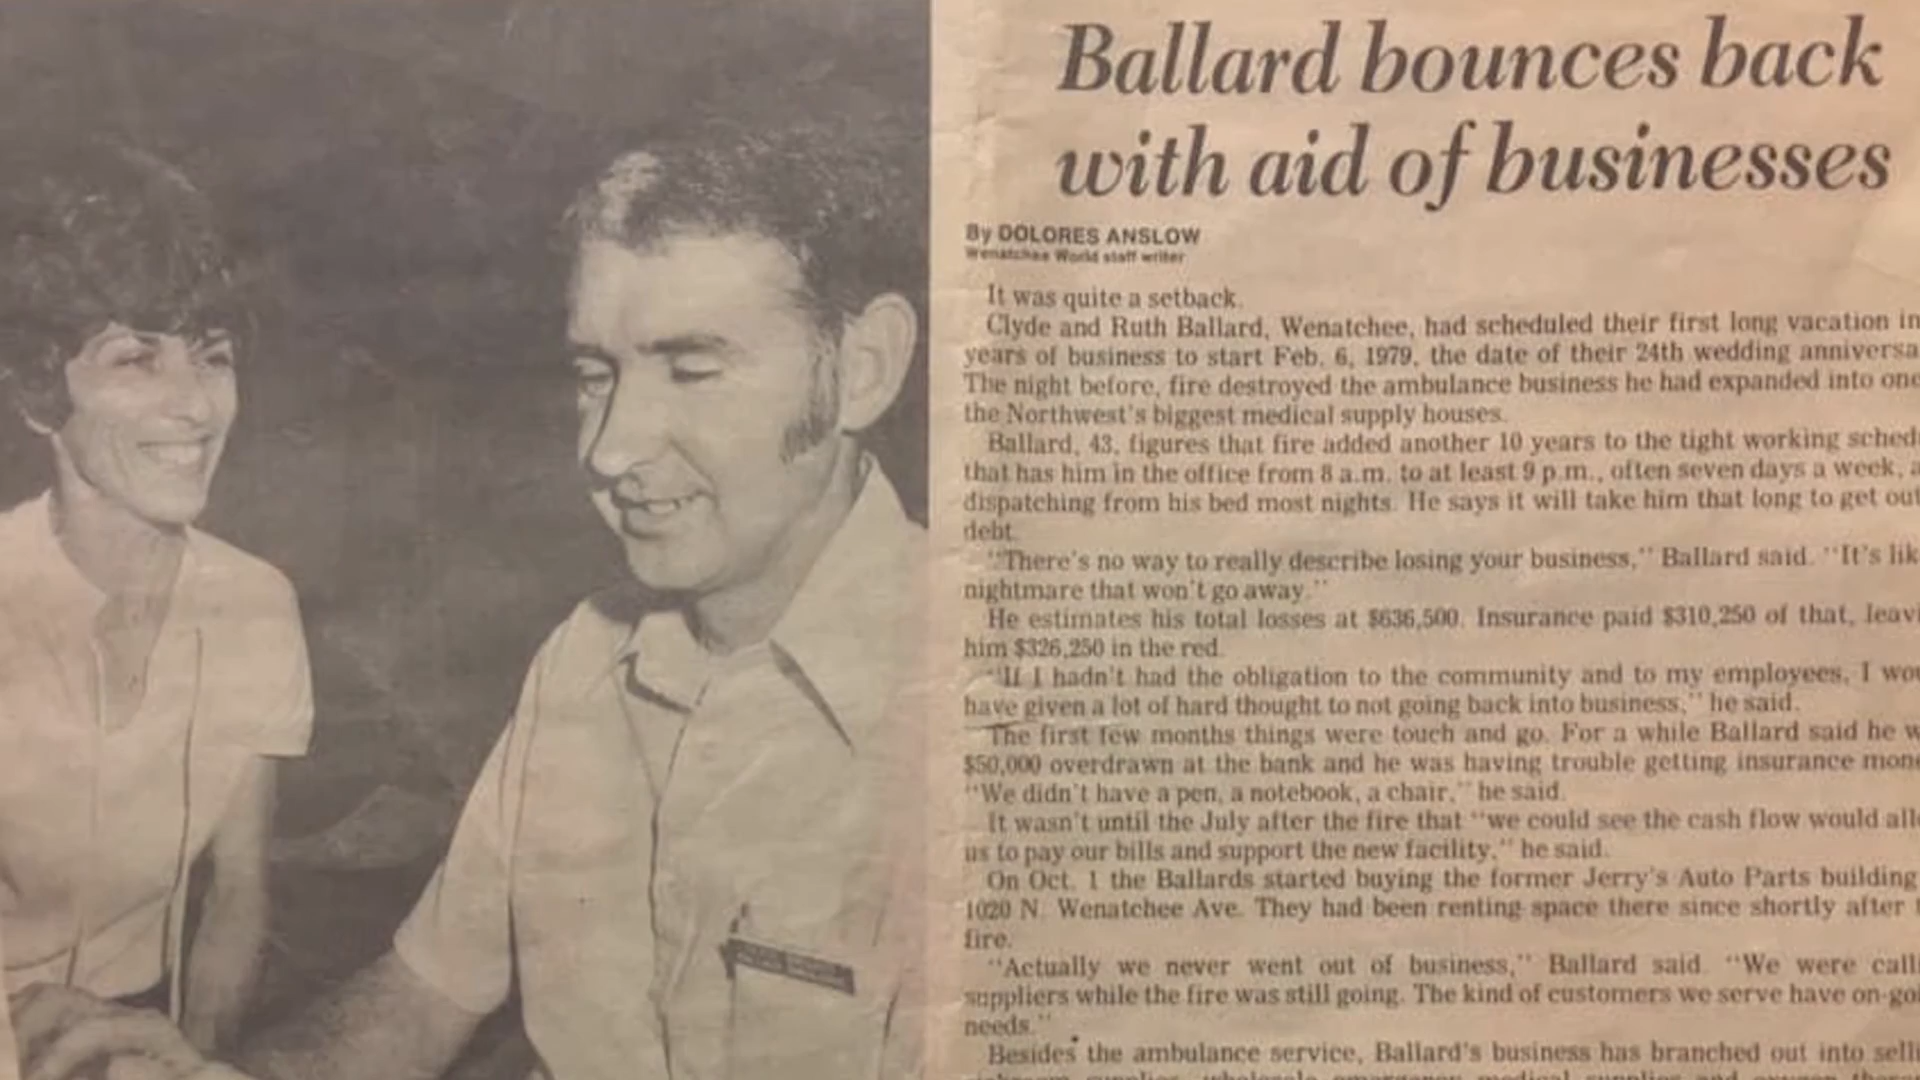 Ballard bounces back
with aid of businesses
By DOLORES ANSLOW
Wenatchee World staff writer
It was quite a setback.
Clyde and Ruth Ballard, Wenatchee, had scheduled their first long vacation in
years of business to start Feb. 6, 1979, the date of their 24th wedding anniversa
The night before, fire destroyed the ambulance business he had expanded into one
the Northwest's biggest medical supply houses.
Ballard, 43, figures that fire added another 10 years to the tight working sched
that has him in the office from 8 a.m. to at least 9 p.m., often seven days a week, a
dispatching from his bed most nights. He says it will take him that long to get out
debt.
"There's no way to really describe losing your business," Ballard said. "It's lik
nightmare that won't go away."
He estimates his total losses at $636,500. Insurance paid $310,250 of that, leavi
him $326,250 in the red.
"If I hadn't had the obligation to the community and to my employees, I wou
have given a lot of hard thought to not going back into business," he said.
The first few months things were touch and go. For a while Ballard said he w
$50,000 overdrawn at the bank and he was having trouble getting insurance mone
"We didn't have a pen, a notebook, a chair," he said.
It wasn't until the July after the fire that "we could see the cash flow would allo
us to pay our bills and support the new facility," he said.
On Oct. 1 the Ballards started buying the former Jerry's Auto Parts building
1020 N. Wenatchee Ave. They had been renting space there since shortly after t
fire.
"Actually we never went out of business," Ballard said. "We were calli
suppliers while the fire was still going. The kind of customers we serve have on-goi
needs."
Besides the ambulance service, Ballard's business has branched out into selli
supplies, wholesale emergency medical supplies and oxygen